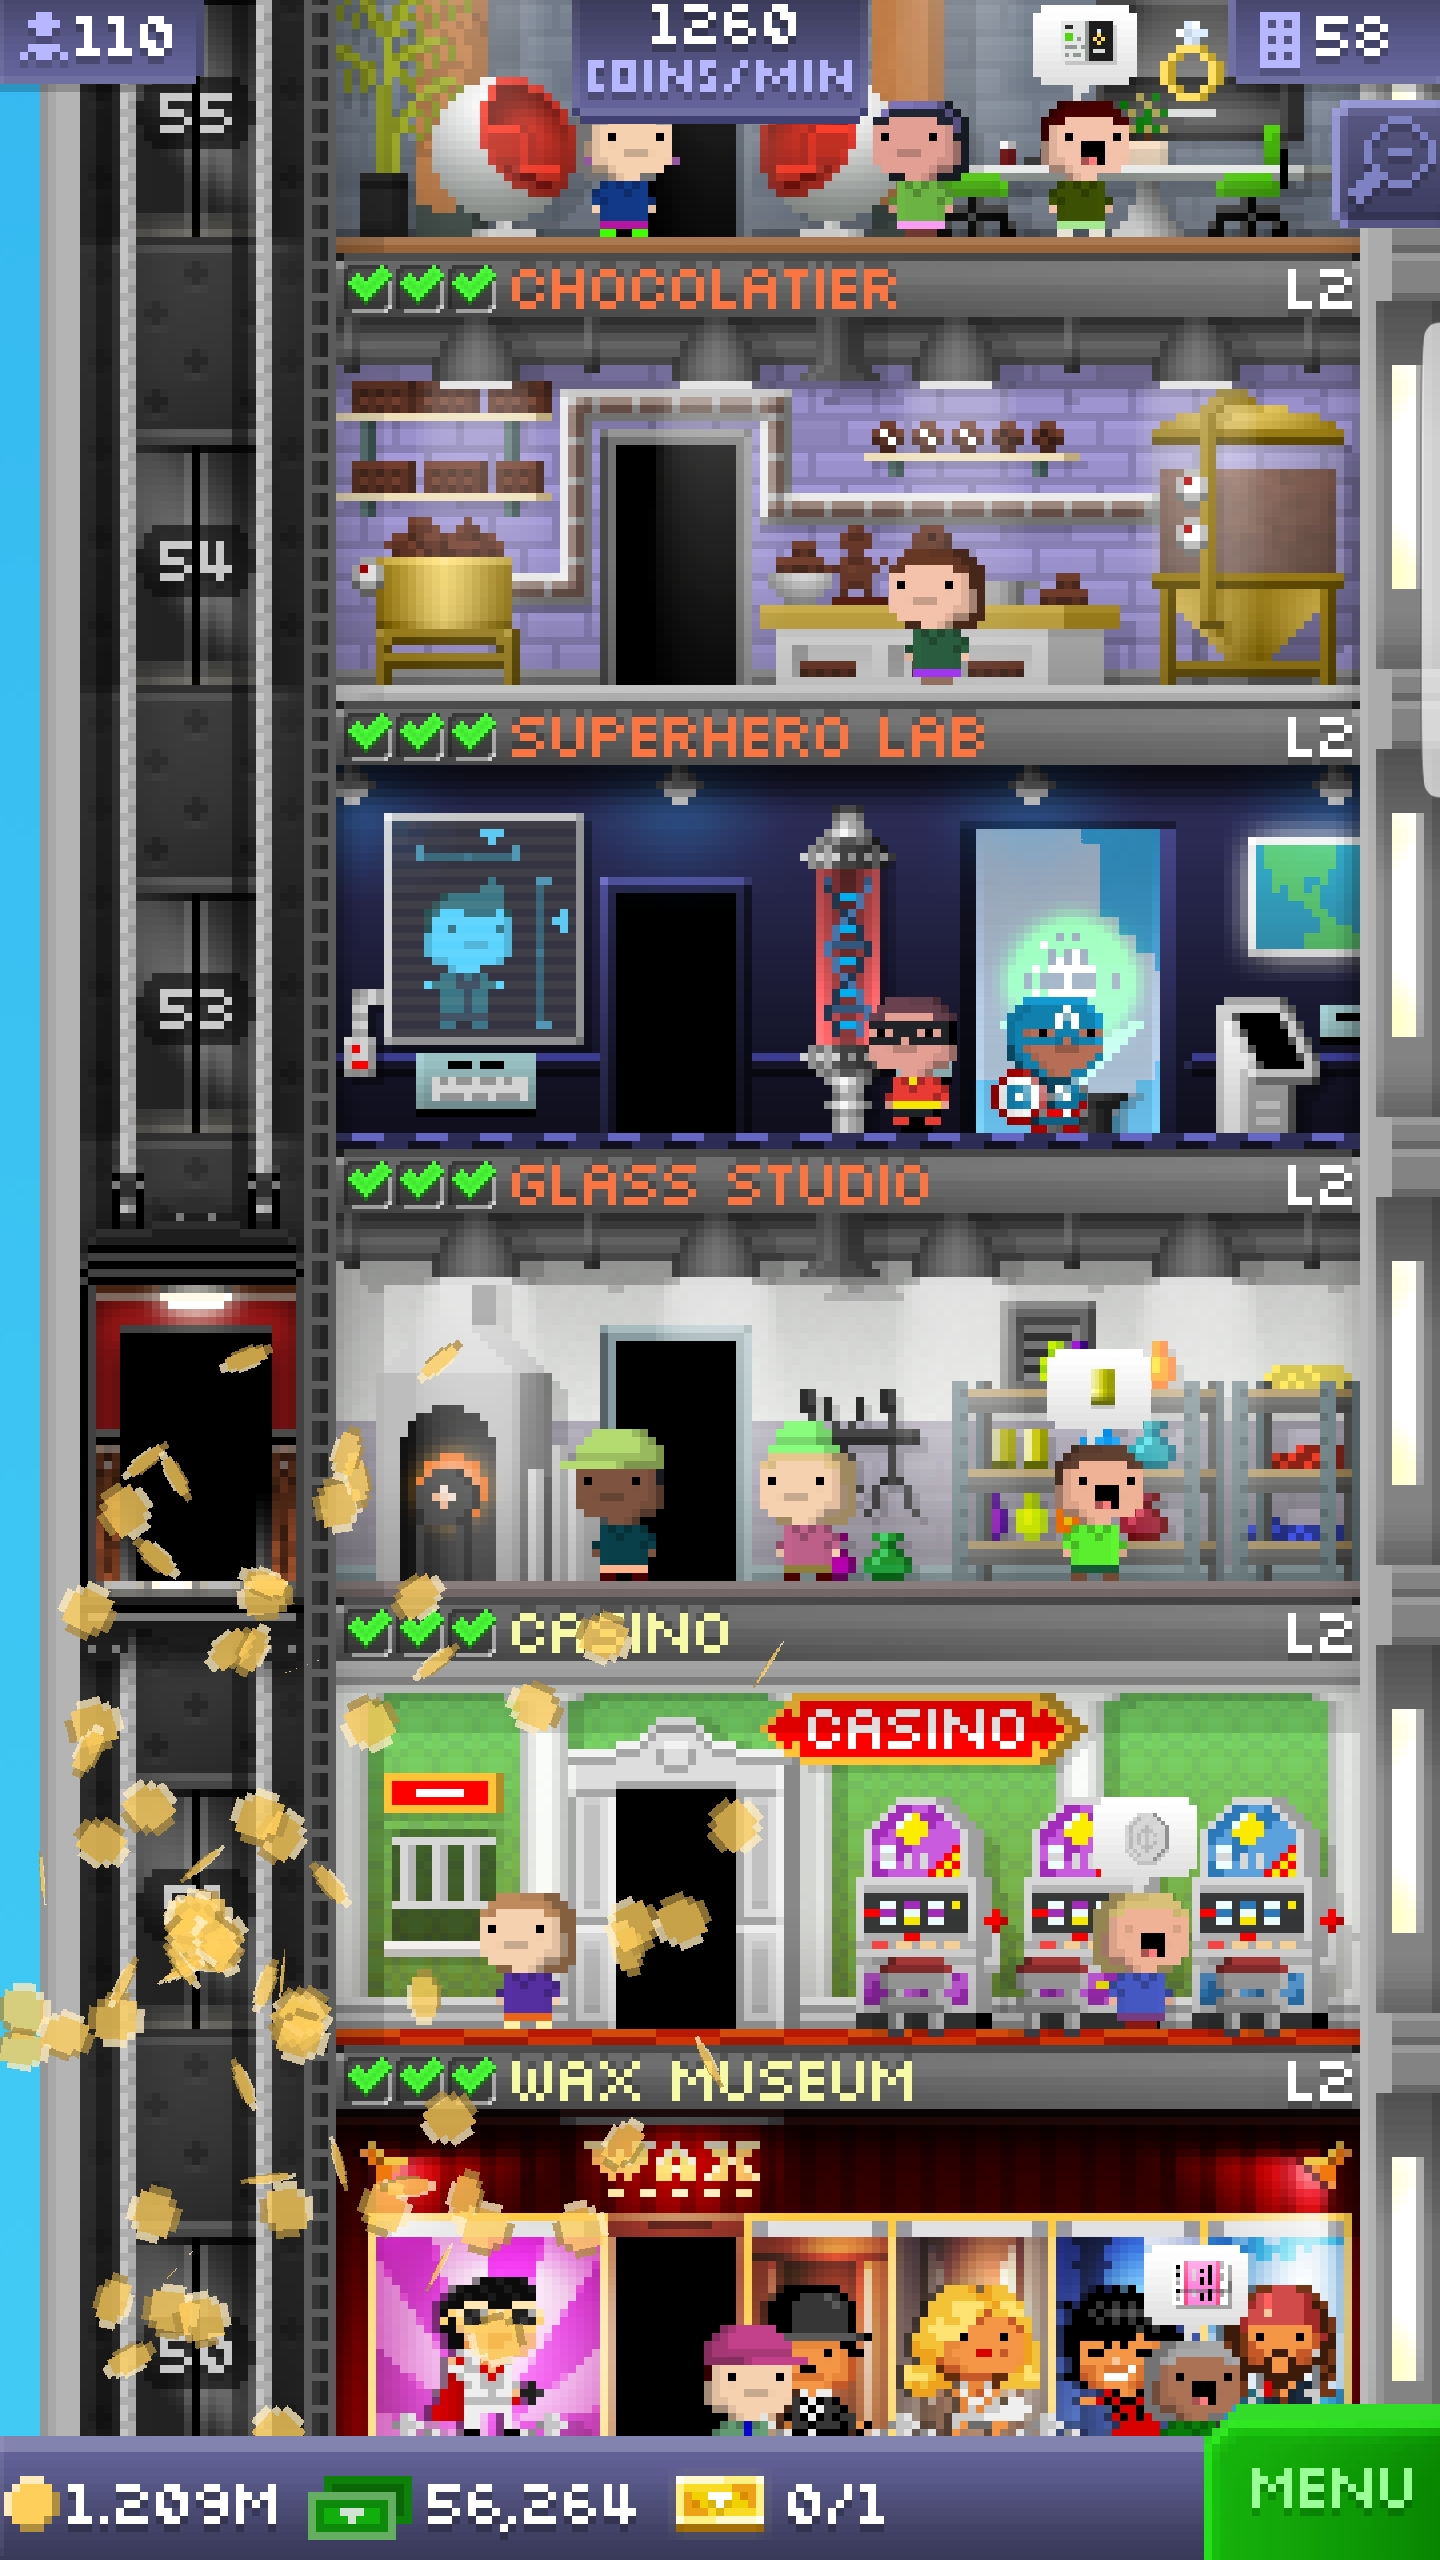 110
1260
COINS/MIN
58
55
CHOCOLATIER L2
54
SUPERHERO LAB L2
53
GLASS STUDIO L2
CASINO L2
CASINO
WAX MUSEUM L2
WAX
50
1.209M 56,264 0/1
MENU